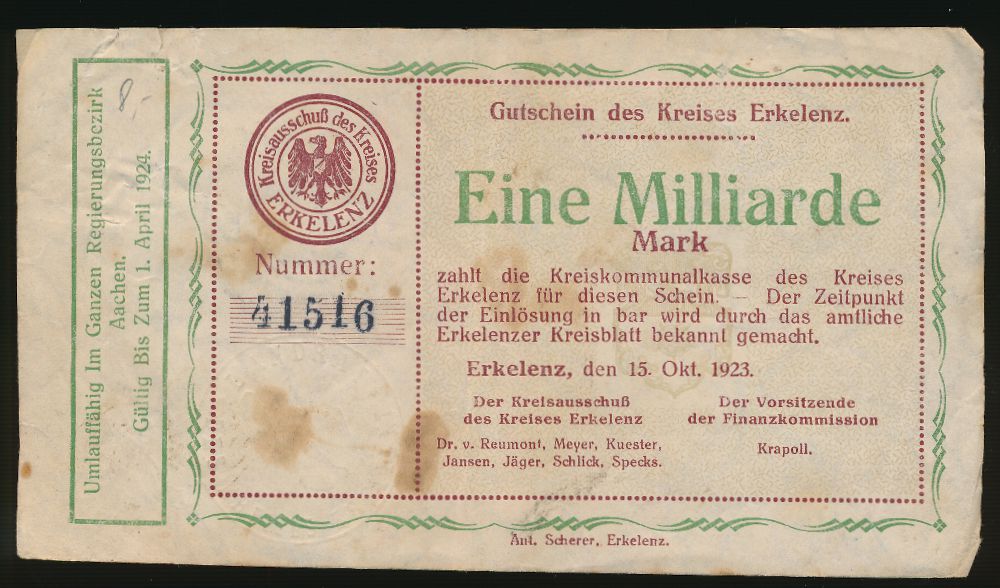 Umlauffähig Im Ganzen Regierungsbezirk
Aachen.
Gültig Bis Zum 1. April 1924.
8.-
Kreisausschuß des Kreises
ERKELENZ
Nummer:
41516
Gutschein des Kreises Erkelenz.
Eine Milliarde
Mark
zahlt die Kreiskommunalkasse des Kreises
Erkelenz für diesen Schein. — Der Zeitpunkt
der Einlösung in bar wird durch das amtliche
Erkelenzer Kreisblatt bekannt gemacht.
Erkelenz, den 15. Okt. 1923.
Der Kreisausschuß
des Kreises Erkelenz
Dr. v. Reumont, Meyer, Kuester,
Jansen, Jäger, Schlick, Specks.
Der Vorsitzende
der Finanzkommission
Krapoll.
Ant. Scherer, Erkelenz.